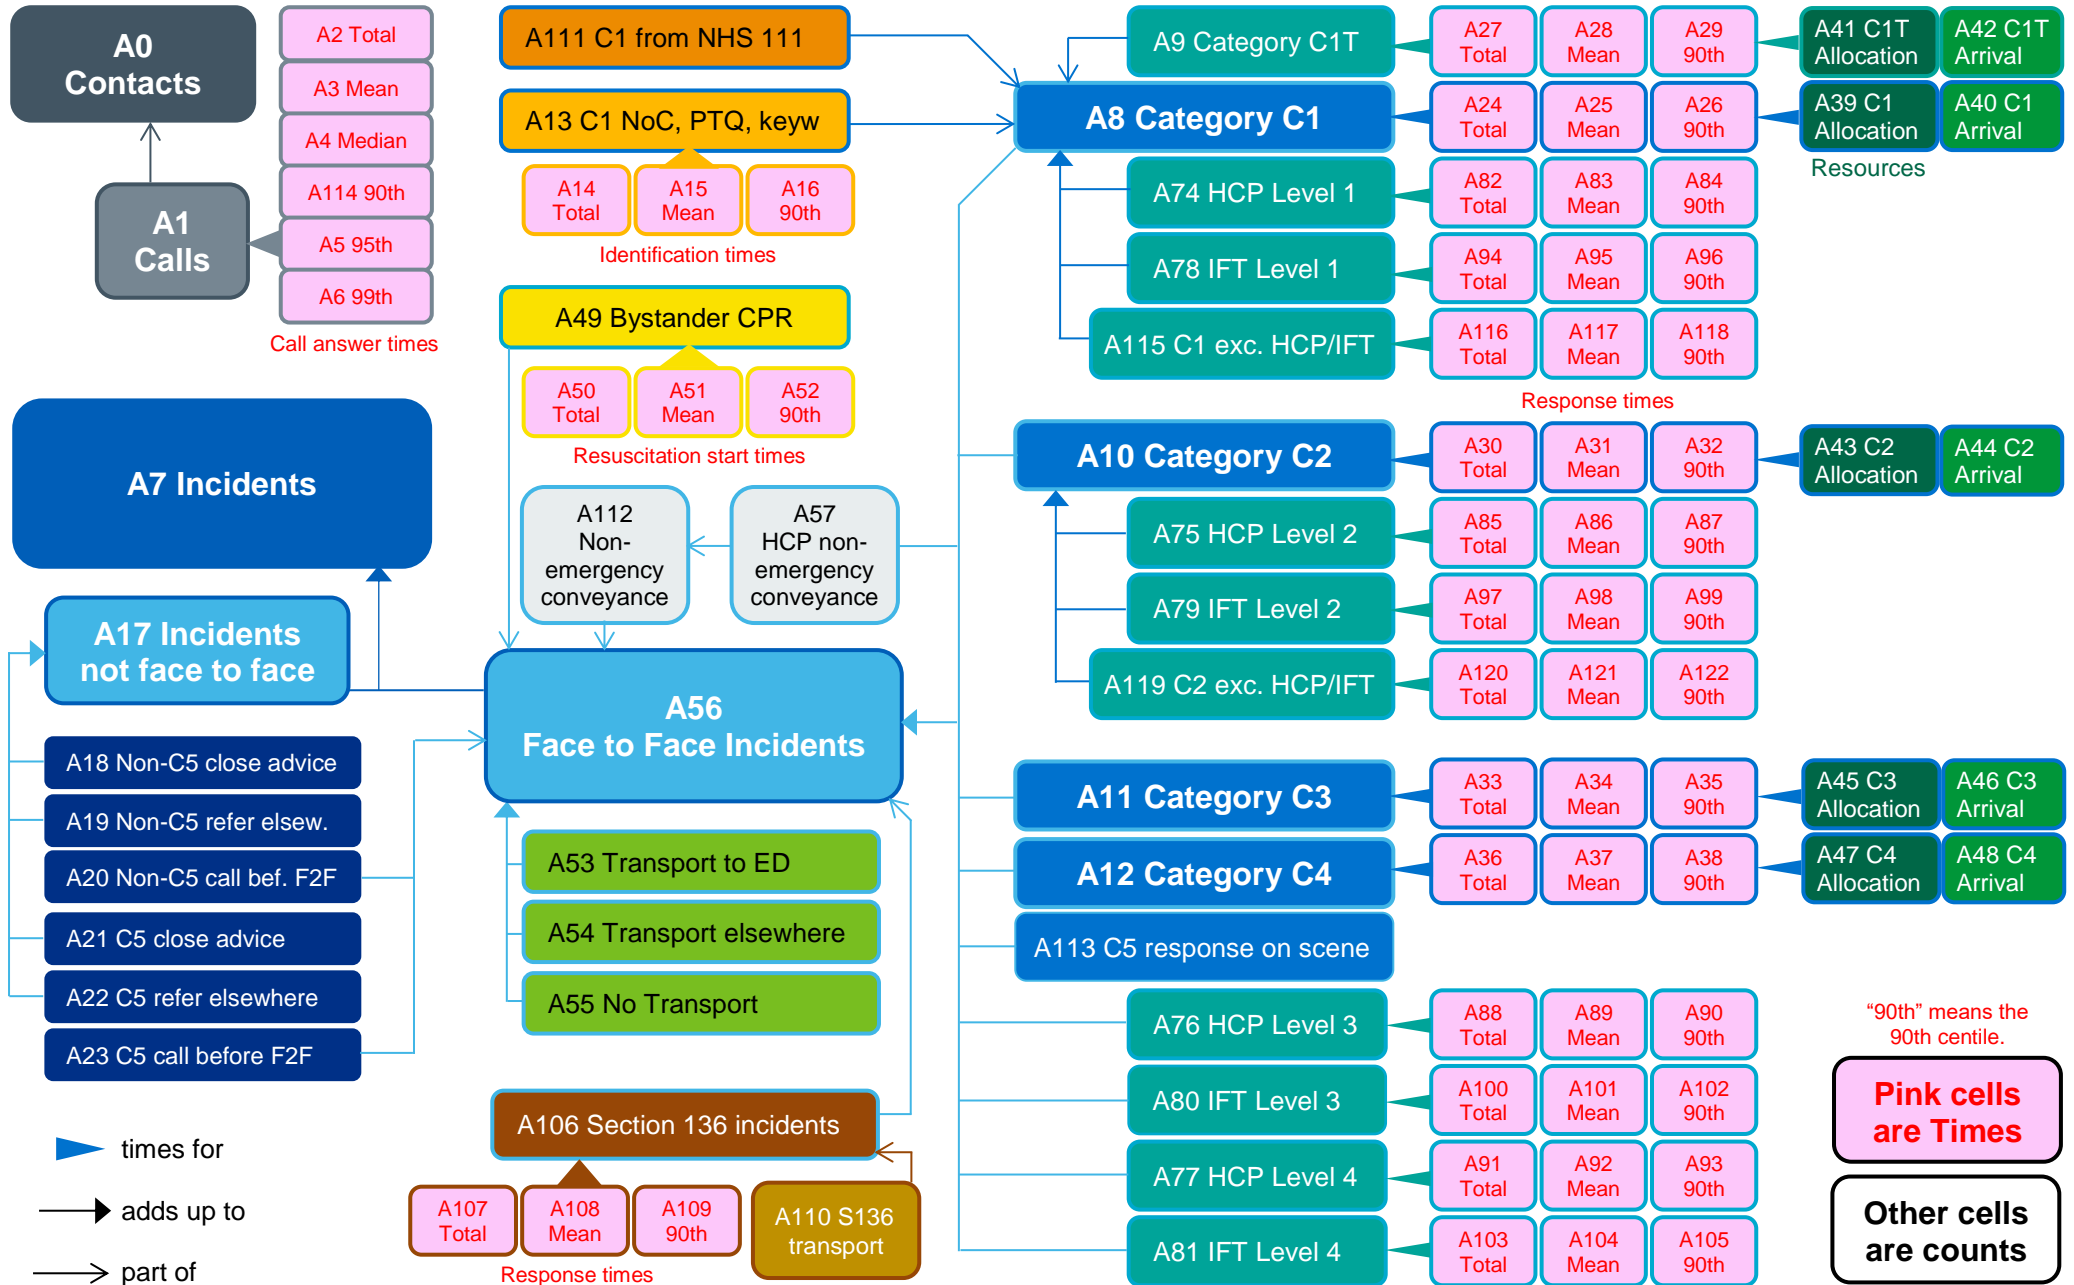 A0
Contacts
A2 Total
A3 Mean
A4 Median
A114 90th
A5 95th
A6 99th
Call answer times
A1
Calls
A7 Incidents
A17 Incidents
not face to face
A18 Non-C5 close advice
A19 Non-C5 refer elsew.
A20 Non-C5 call bef. F2F
A21 C5 close advice
A22 C5 refer elsewhere
A23 C5 call before F2F
times for
adds up to
part of
A111 C1 from NHS 111
A13 C1 NoC, PTQ, keyw
A14
Total
A15
Mean
A16
90th
Identification times
A49 Bystander CPR
A50
Total
A51
Mean
A52
90th
Resuscitation start times
A112
Non-
emergency
conveyance
A57
HCP non-
emergency
conveyance
A56
Face to Face Incidents
A53 Transport to ED
A54 Transport elsewhere
A55 No Transport
A106 Section 136 incidents
A107
Total
A108
Mean
A109
90th
Response times
A110 S136
transport
A9 Category C1T
A27
Total
A28
Mean
A29
90th
A41 C1T
Allocation
A42 C1T
Arrival
A8 Category C1
A24
Total
A25
Mean
A26
90th
A39 C1
Allocation
A40 C1
Arrival
Resources
A74 HCP Level 1
A82
Total
A83
Mean
A84
90th
A78 IFT Level 1
A94
Total
A95
Mean
A96
90th
A115 C1 exc. HCP/IFT
A116
Total
A117
Mean
A118
90th
Response times
A10 Category C2
A30
Total
A31
Mean
A32
90th
A43 C2
Allocation
A44 C2
Arrival
A75 HCP Level 2
A85
Total
A86
Mean
A87
90th
A79 IFT Level 2
A97
Total
A98
Mean
A99
90th
A119 C2 exc. HCP/IFT
A120
Total
A121
Mean
A122
90th
A11 Category C3
A33
Total
A34
Mean
A35
90th
A45 C3
Allocation
A46 C3
Arrival
A12 Category C4
A36
Total
A37
Mean
A38
90th
A47 C4
Allocation
A48 C4
Arrival
A113 C5 response on scene
A76 HCP Level 3
A88
Total
A89
Mean
A90
90th
A80 IFT Level 3
A100
Total
A101
Mean
A102
90th
A77 HCP Level 4
A91
Total
A92
Mean
A93
90th
A81 IFT Level 4
A103
Total
A104
Mean
A105
90th
“90th” means the
90th centile.
Pink cells
are Times
Other cells
are counts